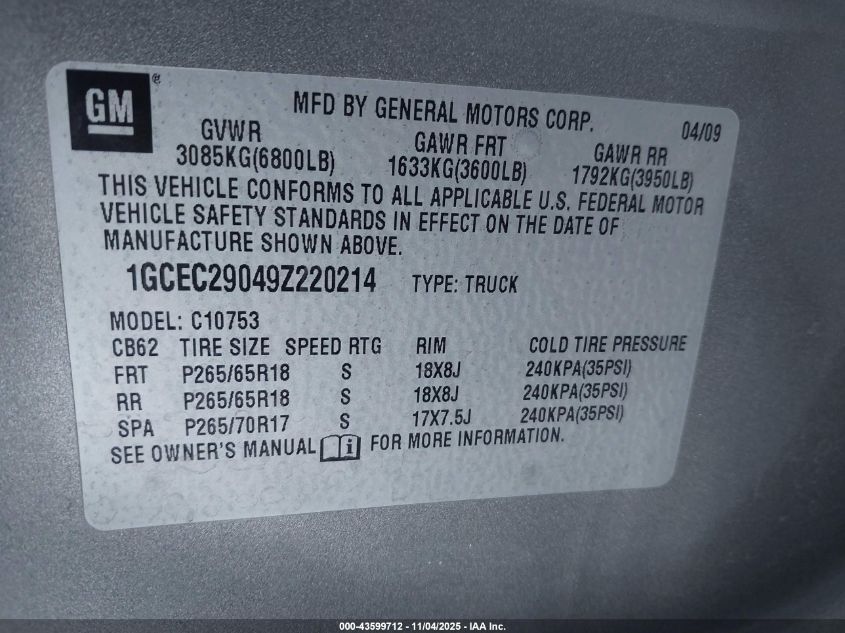 GM ®
MFD BY GENERAL MOTORS CORP. 04/09
GVWR GAWR FRT GAWR RR
3085KG(6800LB) 1633KG(3600LB) 1792KG(3950LB)
THIS VEHICLE CONFORMS TO ALL APPLICABLE U.S. FEDERAL MOTOR
VEHICLE SAFETY STANDARDS IN EFFECT ON THE DATE OF
MANUFACTURE SHOWN ABOVE.
1GCEC29049Z220214 TYPE: TRUCK
MODEL: C10753
CB62 TIRE SIZE SPEED RTG RIM COLD TIRE PRESSURE
FRT P265/65R18 S 18X8J 240KPA(35PSI)
RR P265/65R18 S 18X8J 240KPA(35PSI)
SPA P265/70R17 S 17X7.5J 240KPA(35PSI)
SEE OWNER'S MANUAL i FOR MORE INFORMATION.
000-43599712 - 11/04/2025 - IAA Inc.